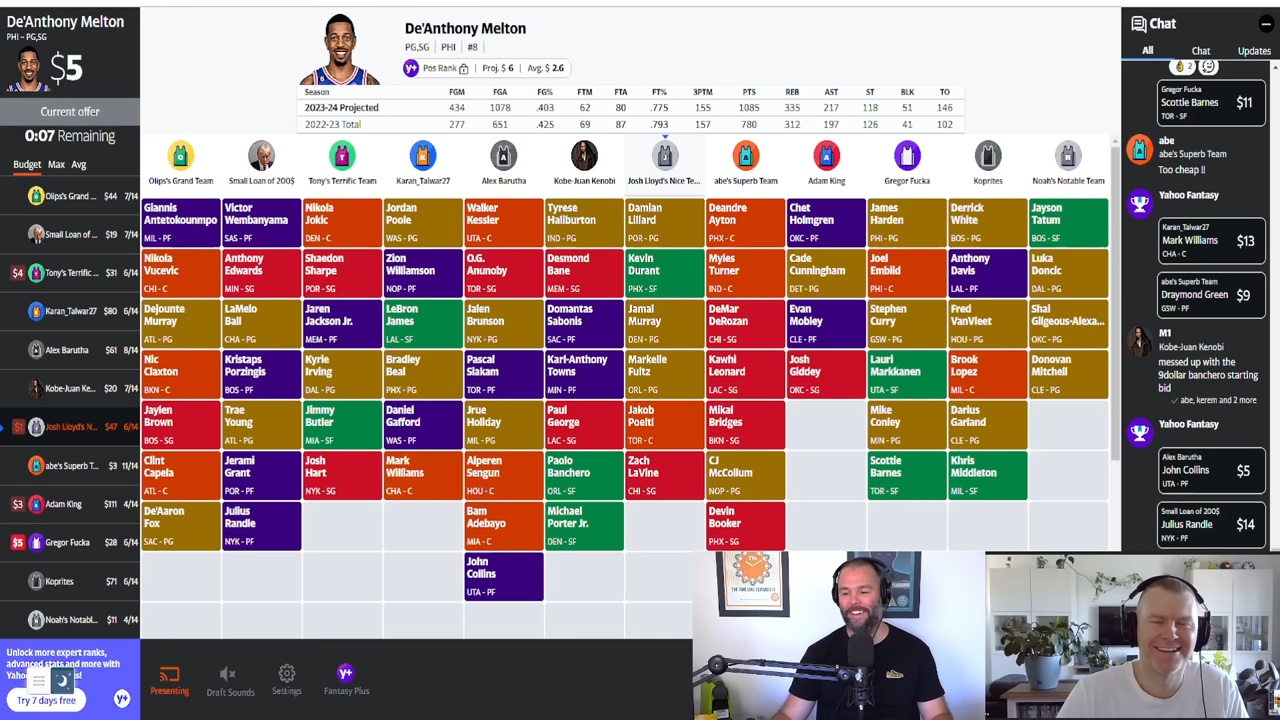 De'Anthony Melton
PHI – PG,SG
$5
Current offer
0:07 Remaining
Budget Max Avg
Olip's Grand T... $44 7/14
Small Loan of ... $19 7/14
$4 Tony's Terrific ... $31 6/14
Karan_Talwar27 $80 6/14
Alex Barutha $61 8/14
Kobe-Juan Ke... $20 7/14
$1 Josh Lloyd's N... $47 6/14
abe's Superb T... $3 11/14
$3 Adam King $111 4/14
$5 Gregor Fucka $28 6/14
Koprites $71 6/14
Noah's Notabl... $11 4/14
Unlock more expert ranks,
advanced stats and more with
Try 7 days free
y+
De'Anthony Melton
PG,SG PHI #8
y+ Pos Rank Proj. $ 6 Avg. $ 2.6
Season FGM FGA FG% FTM FTA FT% 3PTM PTS REB AST ST BLK TO
2023-24 Projected 434 1078 .403 62 80 .775 155 1085 335 217 118 51 146
2022-23 Total 277 651 .425 69 87 .793 157 780 312 197 126 41 102
Olips's Grand Team Small Loan of 200$ Tony's Terrific Team Karan_Talwar27 Alex Barutha Kobe-Juan Kenobi Josh Lloyd's Nice Te... abe's Superb Team Adam King Gregor Fucka Koprites Noah's Notable Team
Giannis Victor Nikola Jordan Walker Tyrese Damian Deandre Chet James Derrick Jayson
Antetokounmpo Wembanyama Jokic Poole Kessler Haliburton Lillard Ayton Holmgren Harden White Tatum
MIL - PF SAS - PF DEN - C WAS - PG UTA - C IND - PG POR - PG PHX - C OKC - PF PHI - PG BOS - PG BOS - SF
Nikola Anthony Shaedon Zion O.G. Desmond Kevin Myles Cade Joel Anthony Luka
Vucevic Edwards Sharpe Williamson Anunoby Bane Durant Turner Cunningham Embiid Davis Doncic
CHI - C MIN - SG POR - SG NOP - PF TOR - SG MEM - SG PHX - SF IND - C DET - PG PHI - C LAL - PF DAL - PG
Dejounte LaMelo Jaren LeBron Jalen Domantas Jamal DeMar Evan Stephen Fred Shai
Murray Ball Jackson Jr. James Brunson Sabonis Murray DeRozan Mobley Curry VanVleet Gilgeous-Alexa...
ATL - PG CHA - PG MEM - PF LAL - SF NYK - PG SAC - PF DEN - PG CHI - SG CLE - PF GSW - PG HOU - PG OKC - PG
Nic Kristaps Kyrie Bradley Pascal Karl-Anthony Markelle Kawhi Josh Lauri Brook Donovan
Claxton Porzingis Irving Beal Siakam Towns Fultz Leonard Giddey Markkanen Lopez Mitchell
BKN - C BOS - PF DAL - PG PHX - PG TOR - PF MIN - PF ORL - PG LAC - SG OKC - SG UTA - SF MIL - C CLE - PG
Jaylen Trae Jimmy Daniel Jrue Paul Jakob Mikal Mike Darius
Brown Young Butler Gafford Holiday George Poeltl Bridges Conley Garland
BOS - SG ATL - PG MIA - SF WAS - PF MIL - PG LAC - SG TOR - C BKN - SG MIN - PG CLE - PG
Clint Jerami Josh Mark Alperen Paolo Zach CJ Scottie Khris
Capela Grant Hart Williams Sengun Banchero LaVine McCollum Barnes Middleton
ATL - C POR - PF NYK - SG CHA - C HOU - C ORL - SF CHI - SG NOP - PG TOR - SF MIL - SF
De'Aaron Julius Bam Michael Devin
Fox Randle Adebayo Porter Jr. Booker
SAC - PG NYK - PF MIA - C DEN - SF PHX - SG
John
Collins
UTA - PF
Presenting Draft Sounds Settings Fantasy Plus
Chat
All Chat Updates
2
Gregor Fucka
Scottie Barnes $11
TOR - SF
abe
abe's Superb Team
Too cheap !!
Yahoo Fantasy
Karan_Talwar27
Mark Williams $13
CHA - C
abe's Superb Team
Draymond Green $9
GSW - PF
M1
Kobe-Juan Kenobi
messed up with the
9dollar banchero starting
bid
abe, kerem and 2 more
Yahoo Fantasy
Alex Barutha
John Collins $5
UTA - PF
Small Loan of 200$
Julius Randle $14
NYK - PF